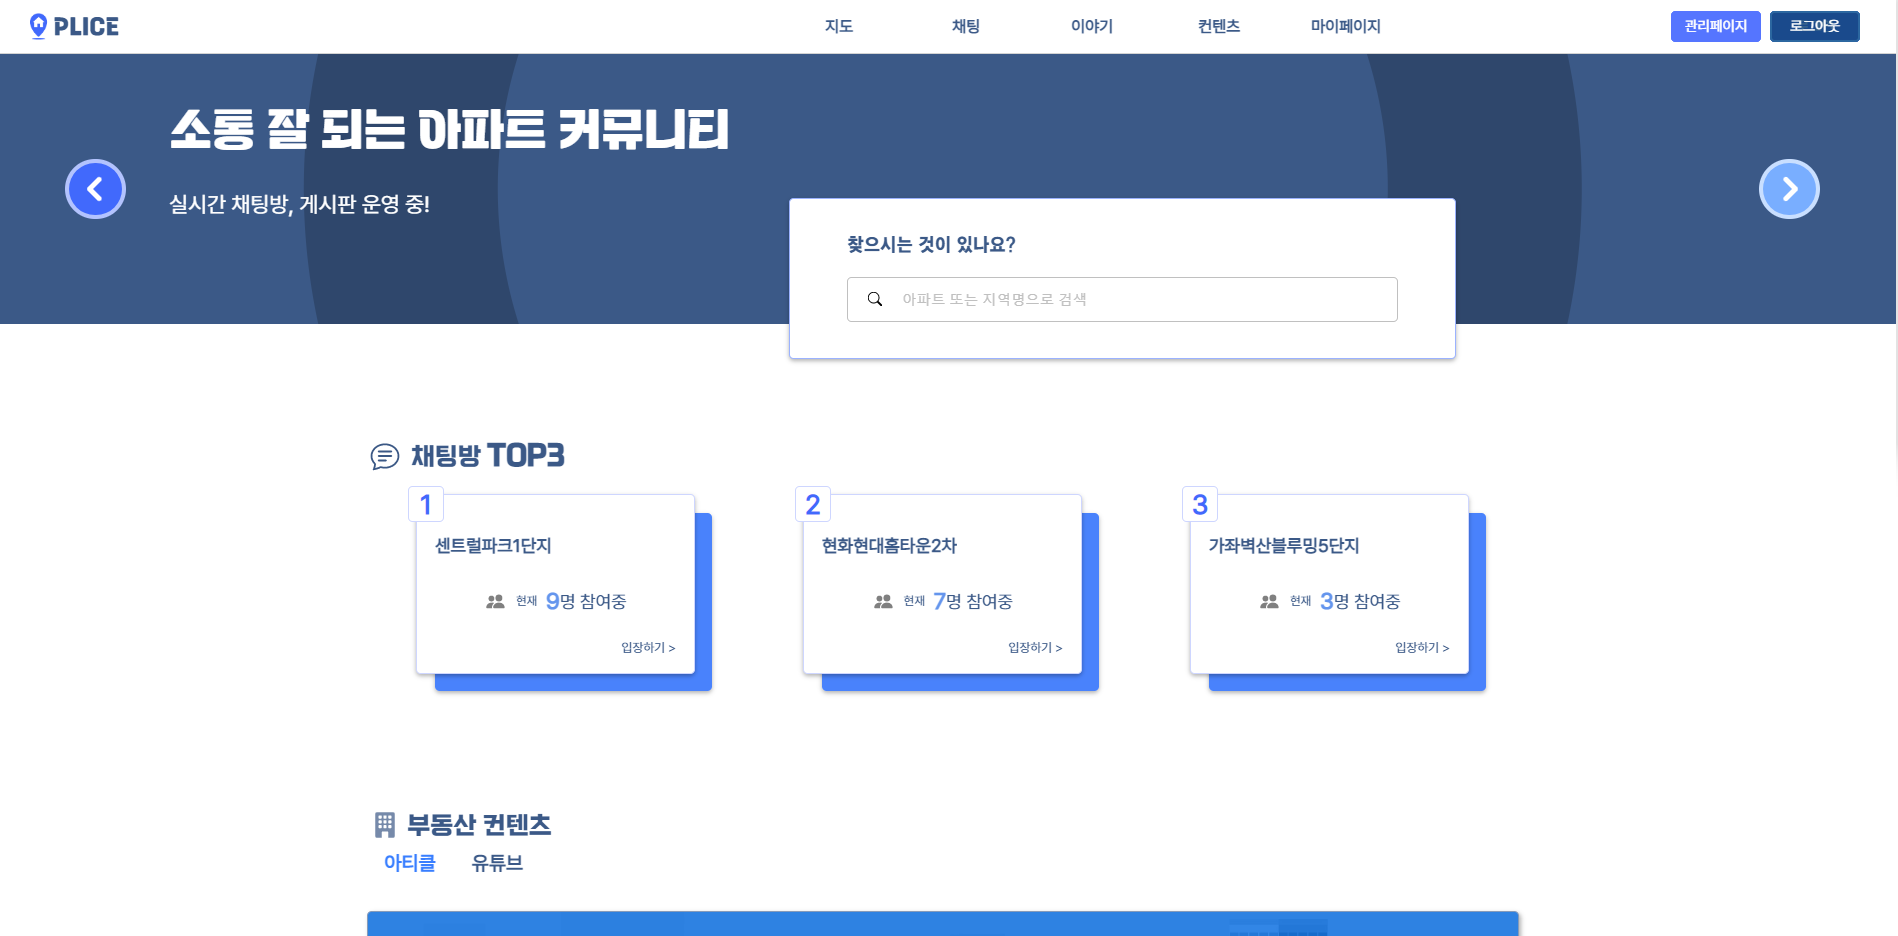 PLICE
지도 채팅 이야기 컨텐츠 마이페이지
관리페이지 로그아웃
소통 잘 되는 아파트 커뮤니티
실시간 채팅방, 게시판 운영 중!
찾으시는 것이 있나요?
아파트 또는 지역명으로 검색
채팅방 TOP3
1
센트럴파크1단지
현재 9명 참여중
입장하기 >
2
현화현대홈타운2차
현재 7명 참여중
입장하기 >
3
가좌벽산블루밍5단지
현재 3명 참여중
입장하기 >
부동산 컨텐츠
아티클 유튜브